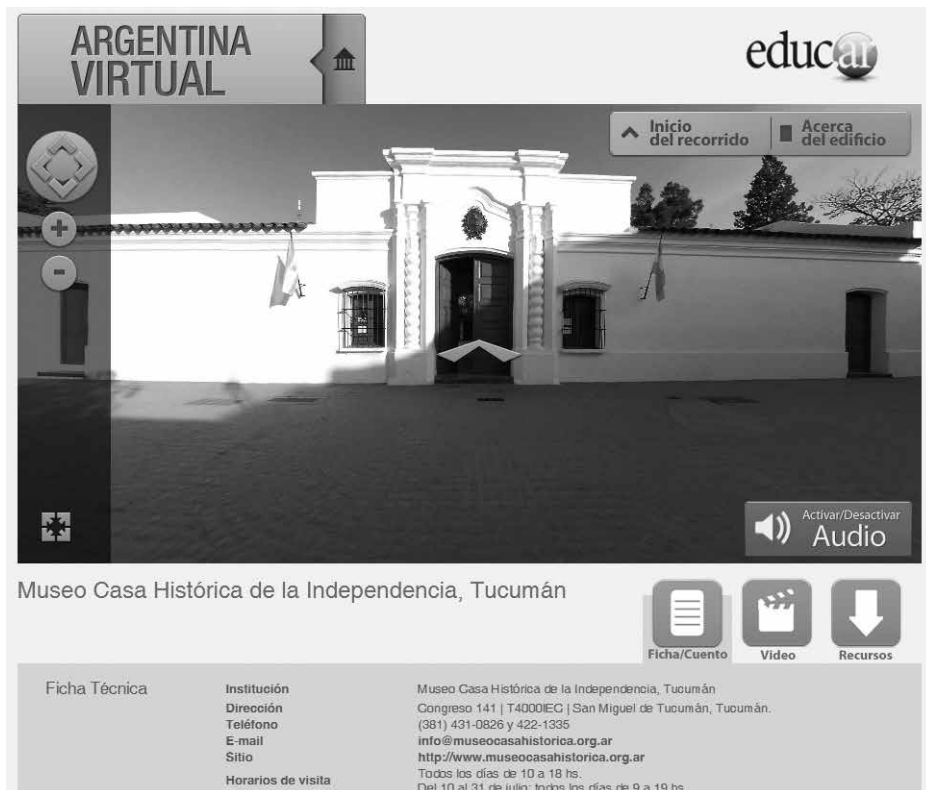 ARGENTINA
VIRTUAL
educar
Inicio
del recorrido
Acerca
del edificio
Activar/Desactivar
Audio
Museo Casa Histórica de la Independencia, Tucumán
Ficha/Cuento
Video
Recursos
Ficha Técnica
Institución Museo Casa Histórica de la Independencia, Tucumán
Dirección Congreso 141 | T4000IEC | San Miguel de Tucumán, Tucumán.
Teléfono (381) 431-0826 y 422-1335
E-mail info@museocasahistorica.org.ar
Sitio http://www.museocasahistorica.org.ar
Horarios de visita Todos los días de 10 a 18 hs.
Del 10 al 31 de julio: todos los días de 9 a 19 hs.